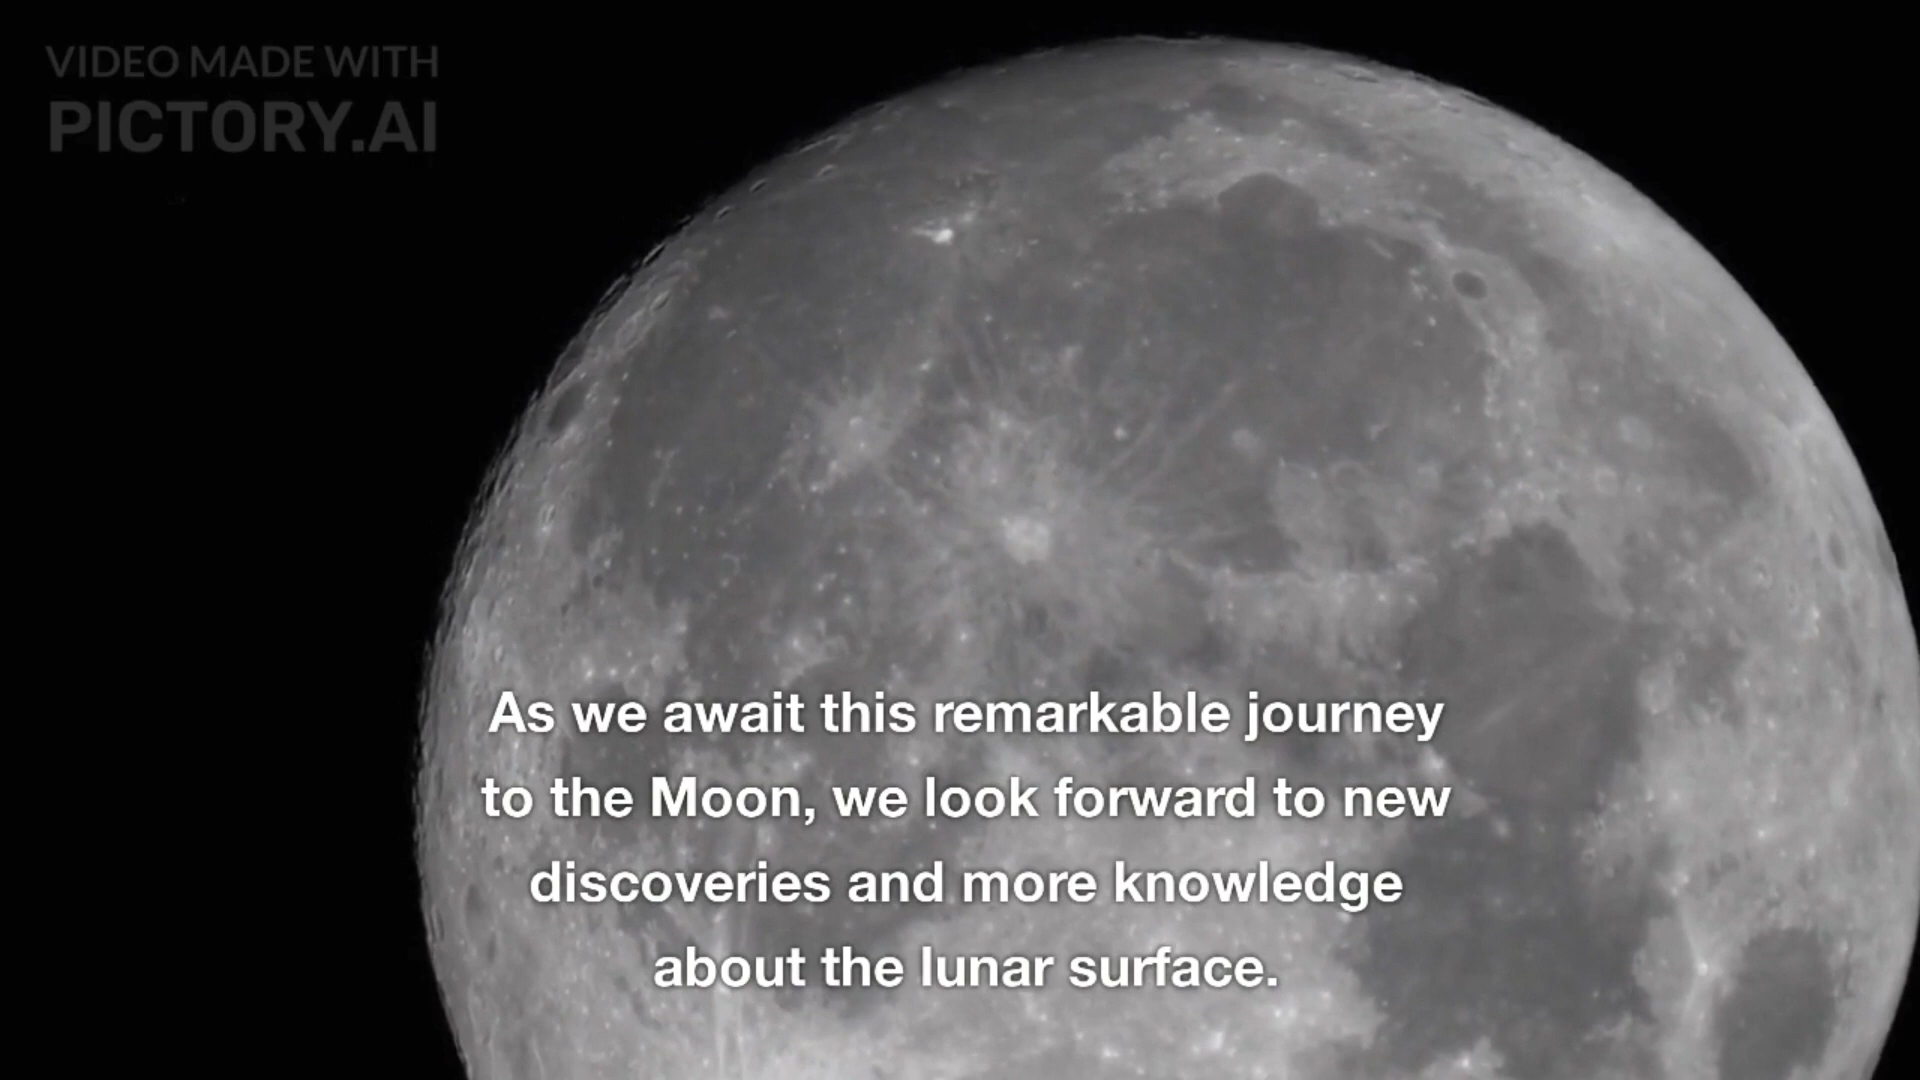 VIDEO MADE WITH
PICTORY.AI
As we await this remarkable journey
to the Moon, we look forward to new
discoveries and more knowledge
about the lunar surface.